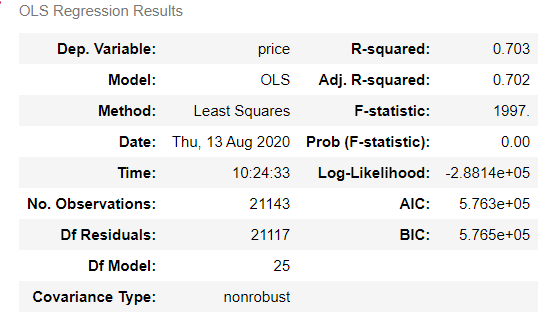 OLS Regression Results
Dep. Variable: price R-squared: 0.703
Model: OLS Adj. R-squared: 0.702
Method: Least Squares F-statistic: 1997.
Date: Thu, 13 Aug 2020 Prob (F-statistic): 0.00
Time: 10:24:33 Log-Likelihood: -2.8814e+05
No. Observations: 21143 AIC: 5.763e+05
Df Residuals: 21117 BIC: 5.765e+05
Df Model: 25
Covariance Type: nonrobust